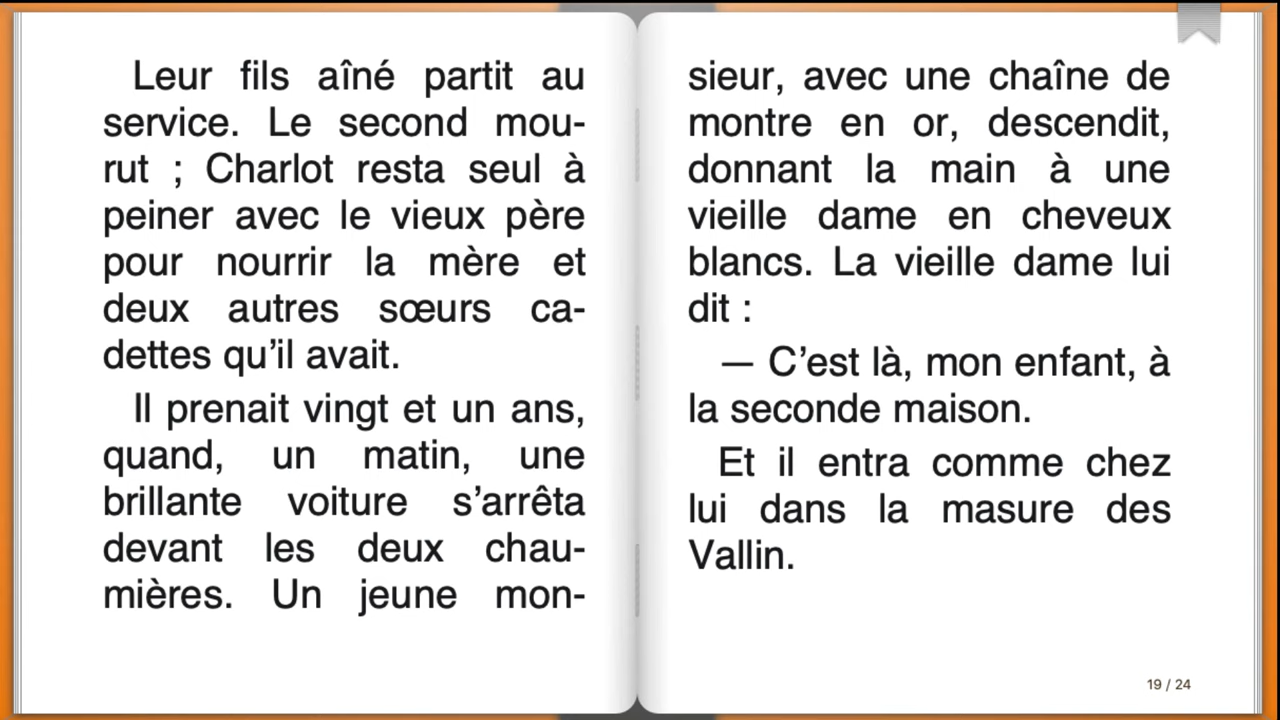 Leur fils aîné partit au
service. Le second mou-
rut ; Charlot resta seul à
peiner avec le vieux père
pour nourrir la mère et
deux autres sœurs ca-
dettes qu’il avait.
Il prenait vingt et un ans,
quand, un matin, une
brillante voiture s’arrêta
devant les deux chau-
mières. Un jeune mon-
sieur, avec une chaîne de
montre en or, descendit,
donnant la main à une
vieille dame en cheveux
blancs. La vieille dame lui
dit :
— C’est là, mon enfant, à
la seconde maison.
Et il entra comme chez
lui dans la masure des
Vallin.
19 / 24